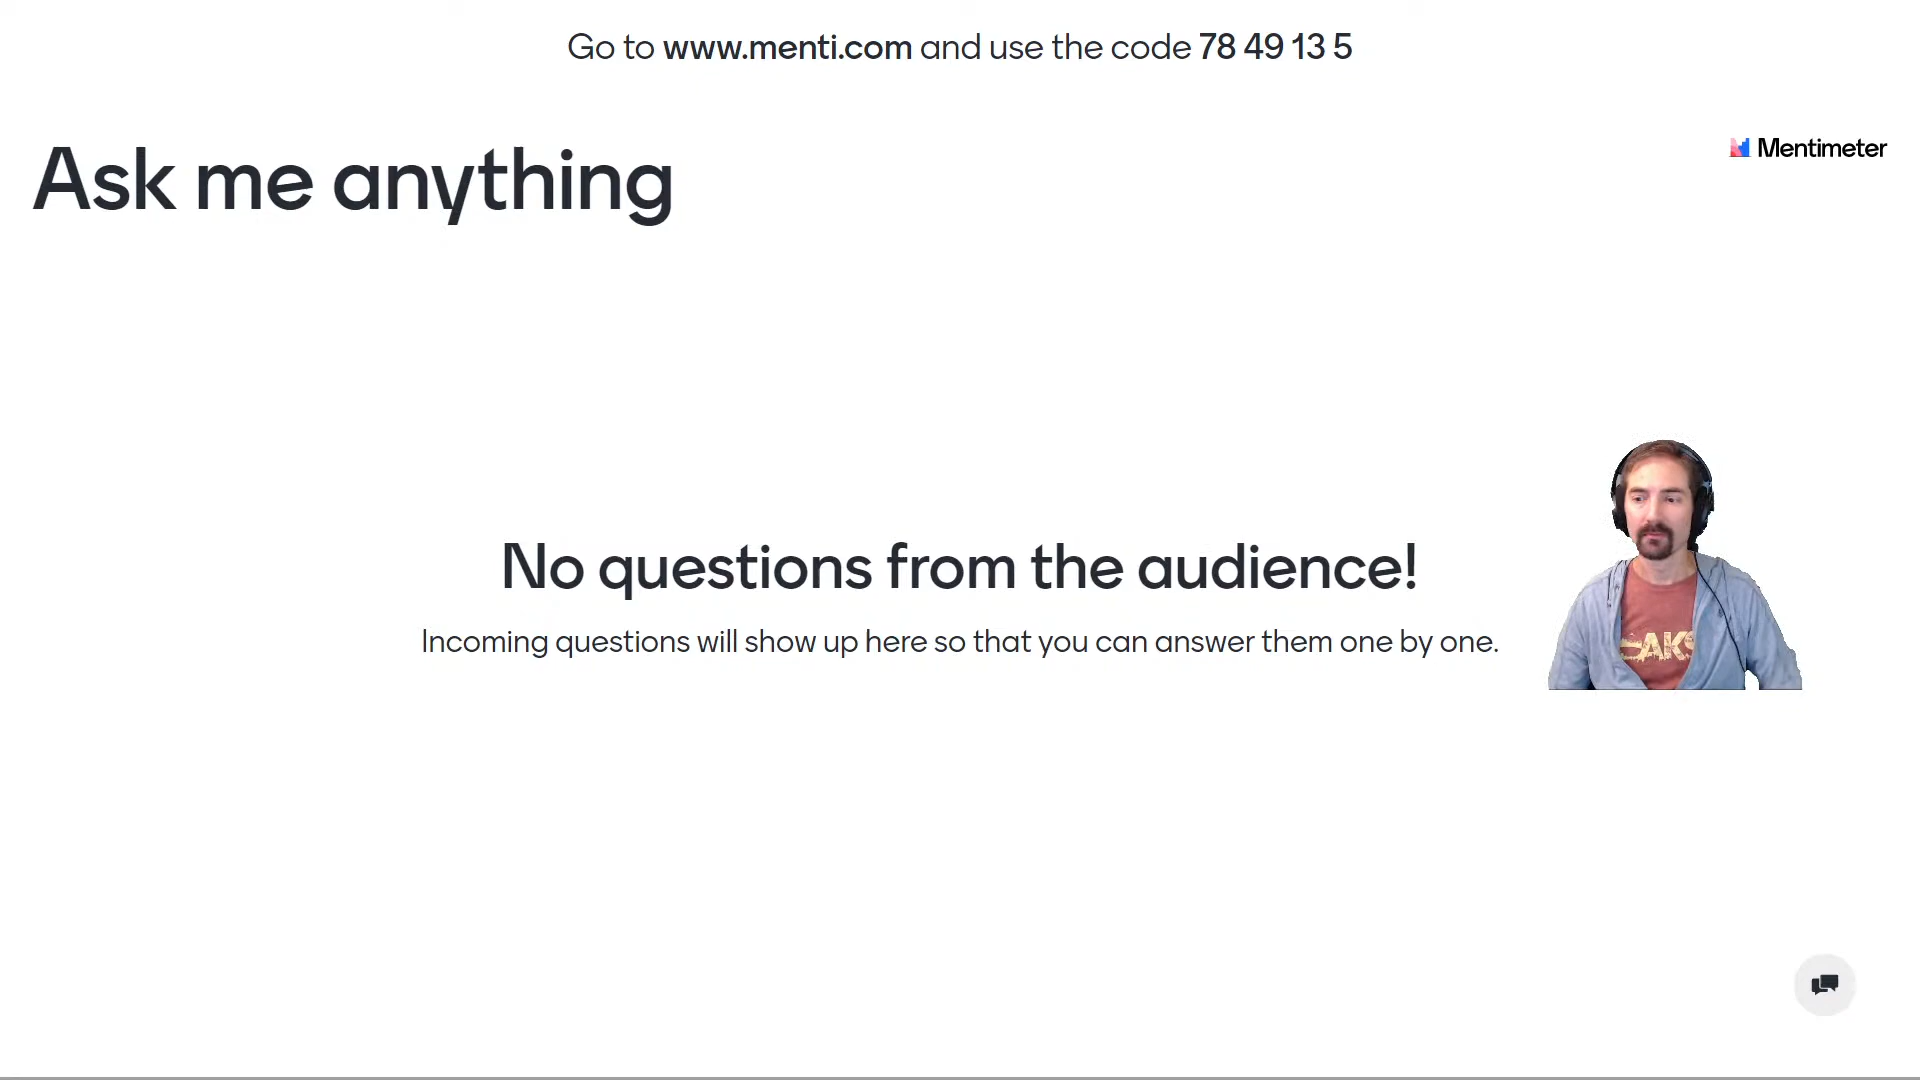 Go to www.menti.com and use the code 78 49 13 5
Mentimeter
Ask me anything
No questions from the audience!
Incoming questions will show up here so that you can answer them one by one.